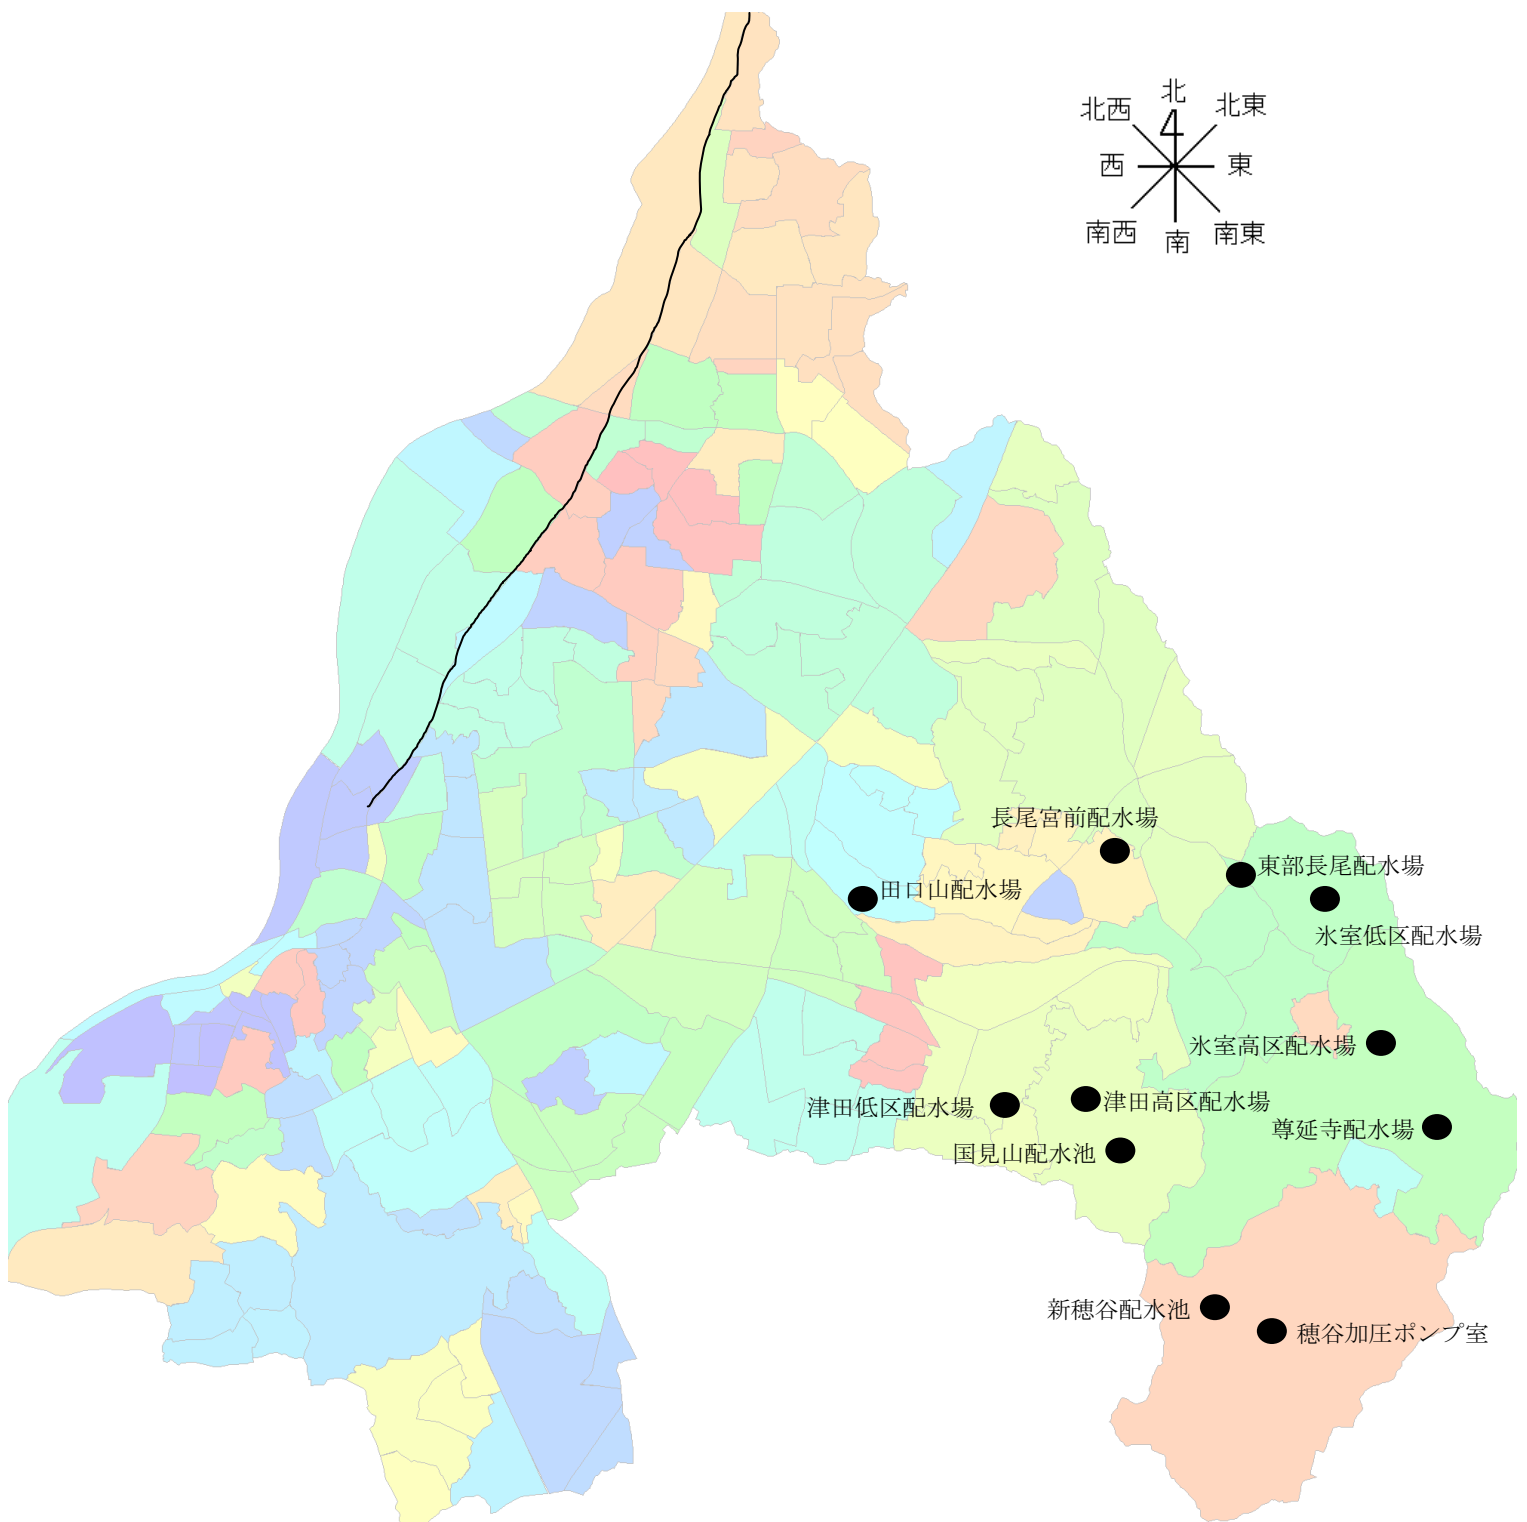 北
北西
北東
西
東
南西
南
南東
長尾宮前配水場
東部長尾配水場
田口山配水場
氷室低区配水場
氷室高区配水場
津田低区配水場
津田高区配水場
尊延寺配水場
国見山配水池
新穂谷配水池
穂谷加圧ポンプ室